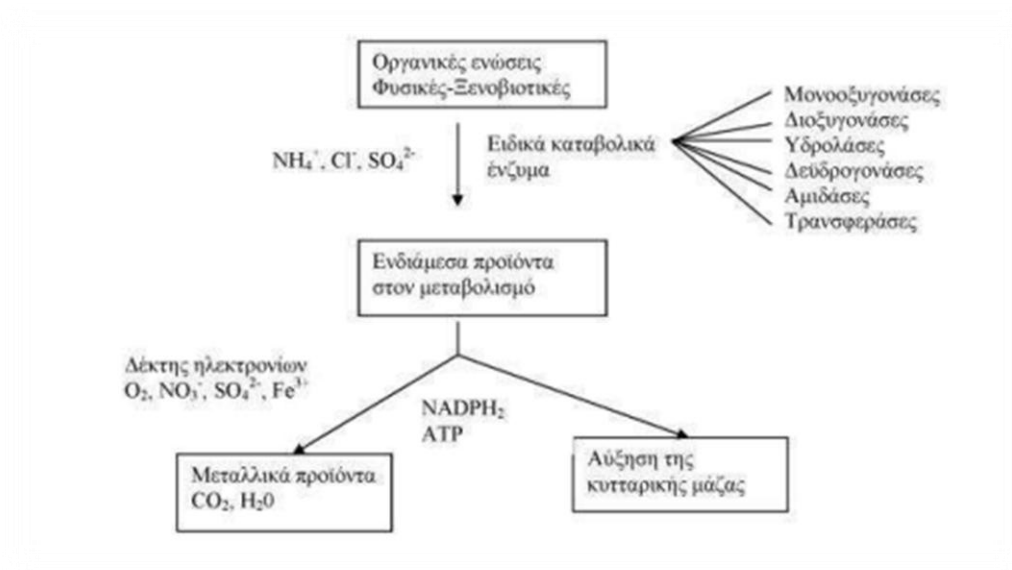 Οργανικές ενώσεις
Φυσικές-Ξενοβιοτικές
NH₄⁺, Cl⁻, SO₄²⁻
Ειδικά καταβολικά
ένζυμα
Μονοοξυγονάσες
Διοξυγονάσες
Υδρολάσες
Δεϋδρογονάσες
Αμιδάσες
Τρανσφεράσες
Ενδιάμεσα προϊόντα
στον μεταβολισμό
Δέκτης ηλεκτρονίων
O₂, NO₃⁻, SO₄²⁻, Fe³⁺
NADPH₂
ATP
Μεταλλικά προϊόντα
CO₂, H₂0
Αύξηση της
κυτταρικής μάζας